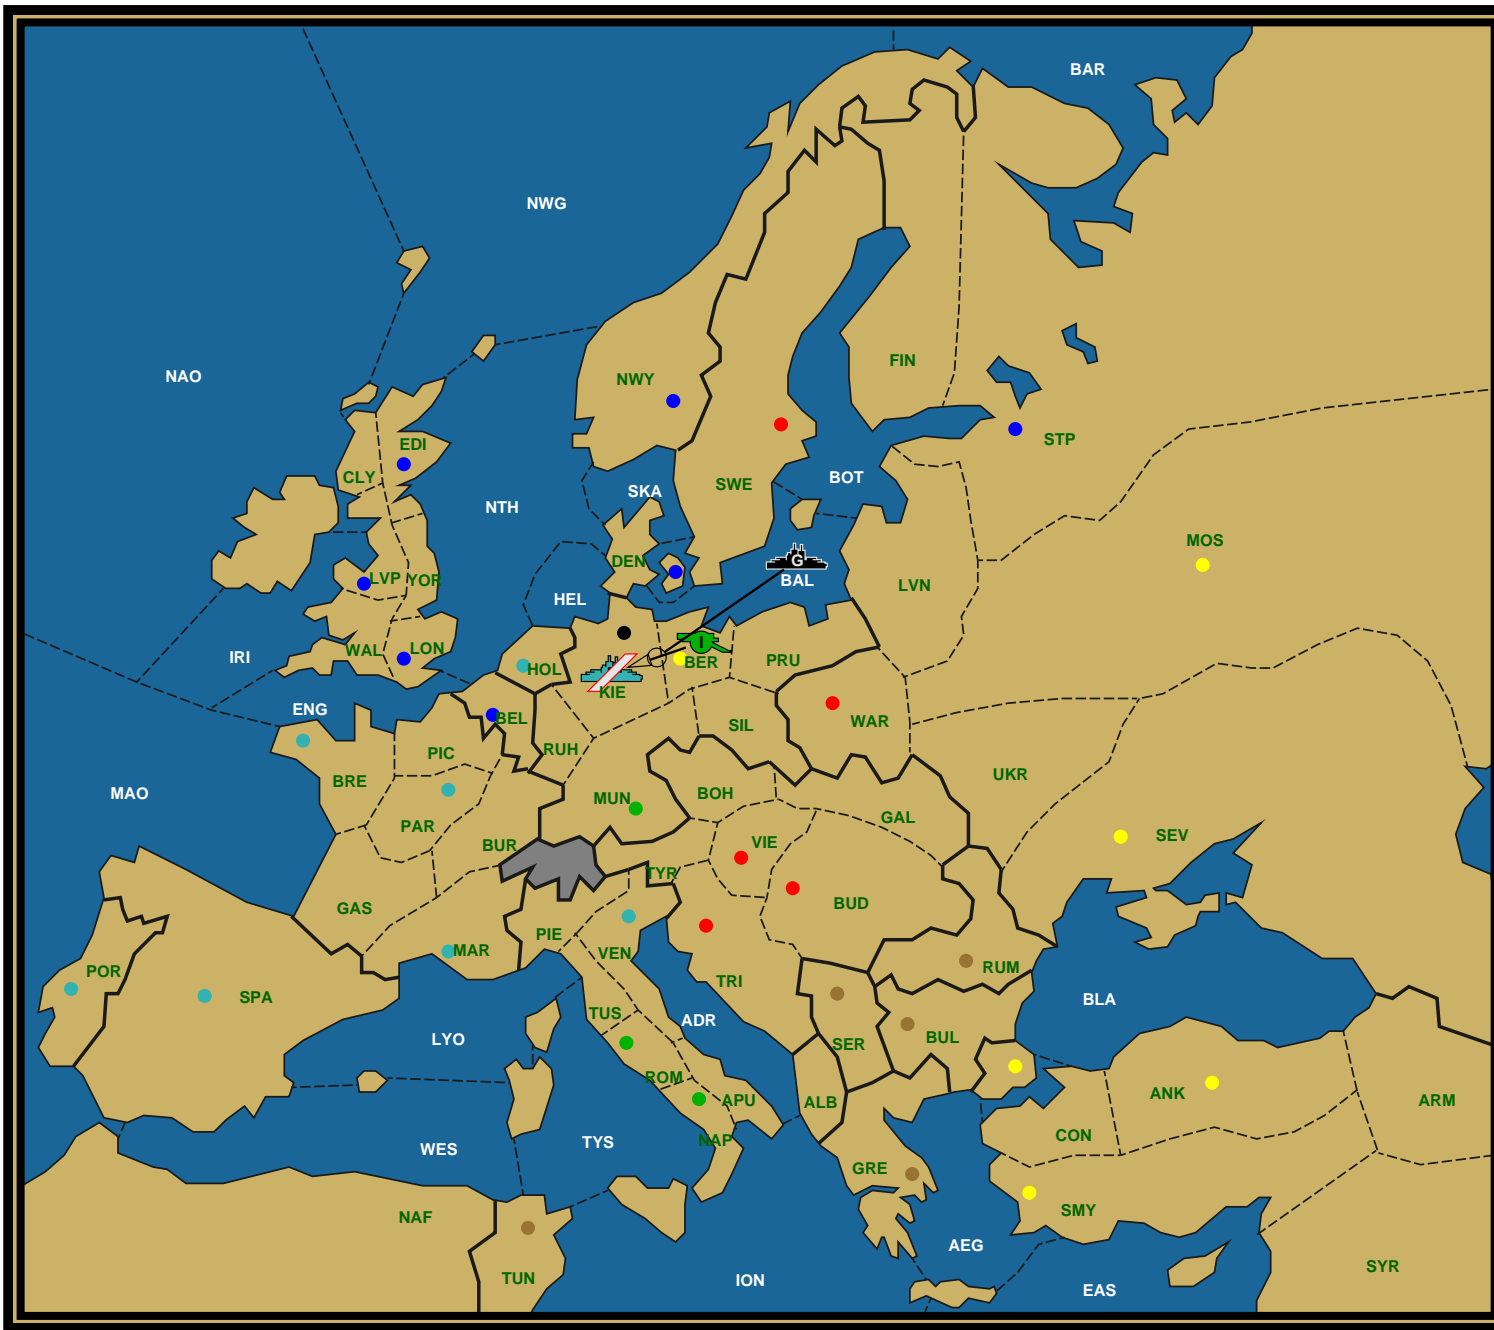 BAR
NWG
NAO
FIN
NWY
STP
EDI
CLY
SWE
BOT
SKA
NTH
MOS
DEN
G
BAL
LVP
YOR
LVN
HEL
WAL
LON
IRI
I
HOL
BER
PRU
KIE
ENG
BEL
WAR
SIL
PIC
RUH
UKR
BRE
MAO
MUN
BOH
GAL
PAR
SEV
BUR
VIE
TYR
BUD
GAS
PIE
VEN
MAR
RUM
POR
SPA
TRI
BLA
TUS
ADR
LYO
SER
BUL
ROM
ANK
APU
ALB
ARM
CON
NAP
TYS
WES
GRE
SMY
NAF
AEG
SYR
TUN
ION
EAS